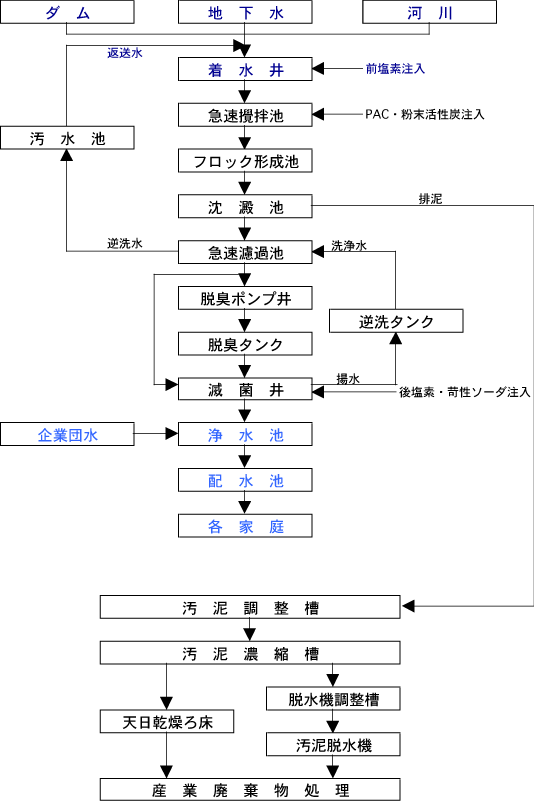 ダ　ム
地　下　水
河　川
返送水
着　水　井
前塩素注入
急速攪拌池
PAC・粉末活性炭注入
汚　水　池
フロック形成池
沈　澱　池
排泥
逆洗水
急速濾過池
洗浄水
脱臭ポンプ井
逆洗タンク
脱臭タンク
揚水
滅　菌　井
後塩素・苛性ソーダ注入
企業団水
浄　水　池
配　水　池
各　家　庭
汚　泥　調　整　槽
汚　泥　濃　縮　槽
脱水機調整槽
天日乾燥ろ床
汚泥脱水機
産　業　廃　棄　物　処　理